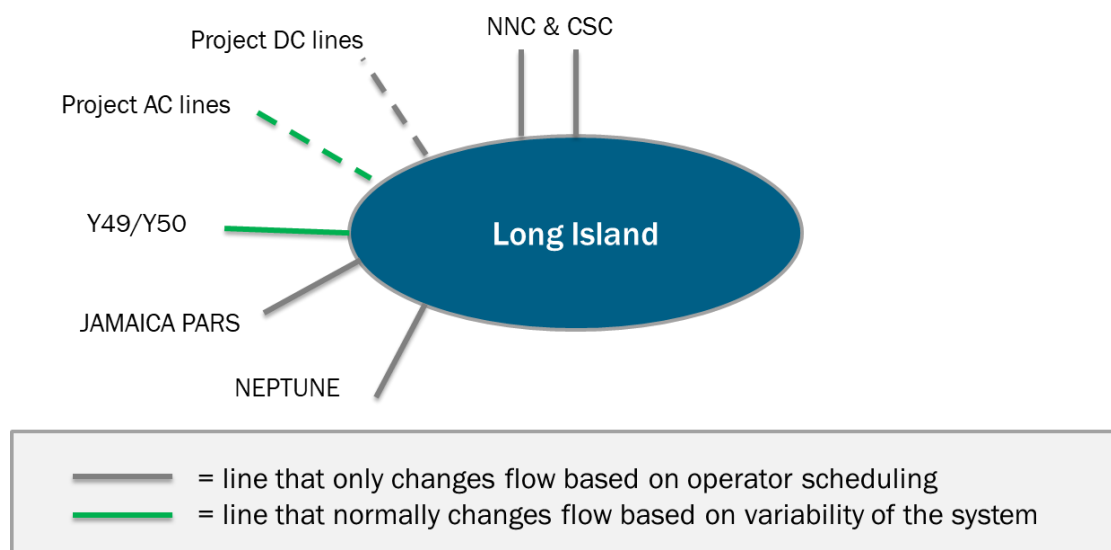 NNC & CSC
Project DC lines
Project AC lines
Y49/Y50
Long Island
JAMAICA PARS
NEPTUNE
= line that only changes flow based on operator scheduling
= line that normally changes flow based on variability of the system